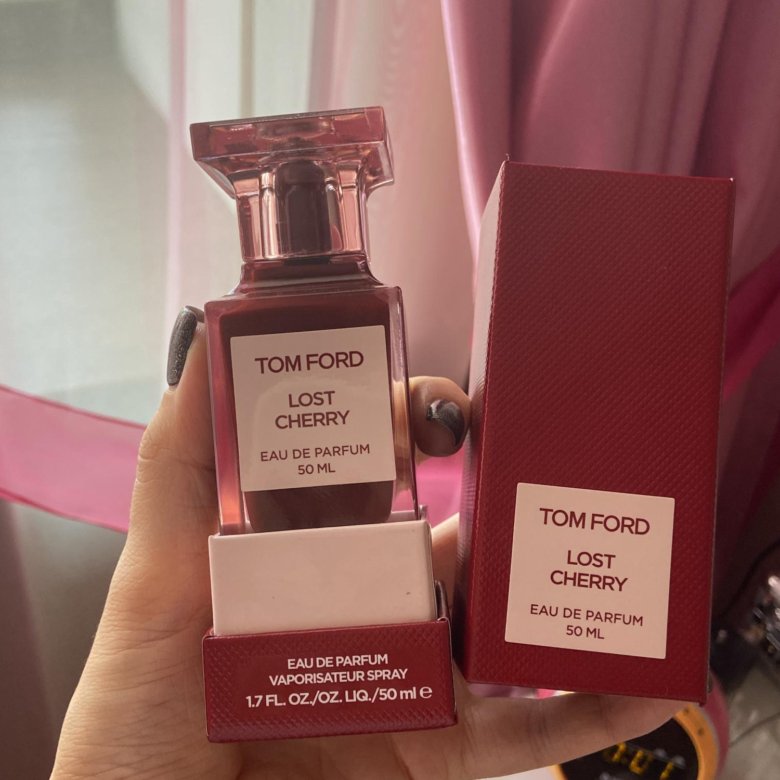 TOM FORD
LOST
CHERRY
EAU DE PARFUM
50 ML
EAU DE PARFUM
VAPORISATEUR SPRAY
1.7 FL. OZ./OZ. LIQ./50 ml ℮
TOM FORD
LOST
CHERRY
EAU DE PARFUM
50 ML